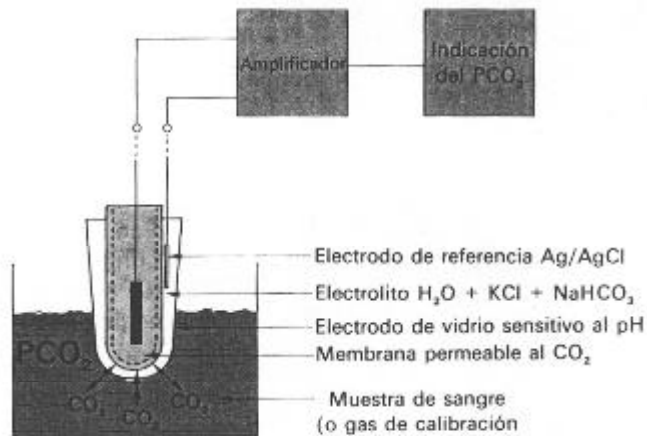 Amplificador
Indicación
del PCO₂
Electrodo de referencia Ag/AgCl
Electrolito H₂O + KCl + NaHCO₃
Electrodo de vidrio sensitivo al pH
Membrana permeable al CO₂
PCO₂
CO₂
CO₂
CO₂
Muestra de sangre
(o gas de calibración